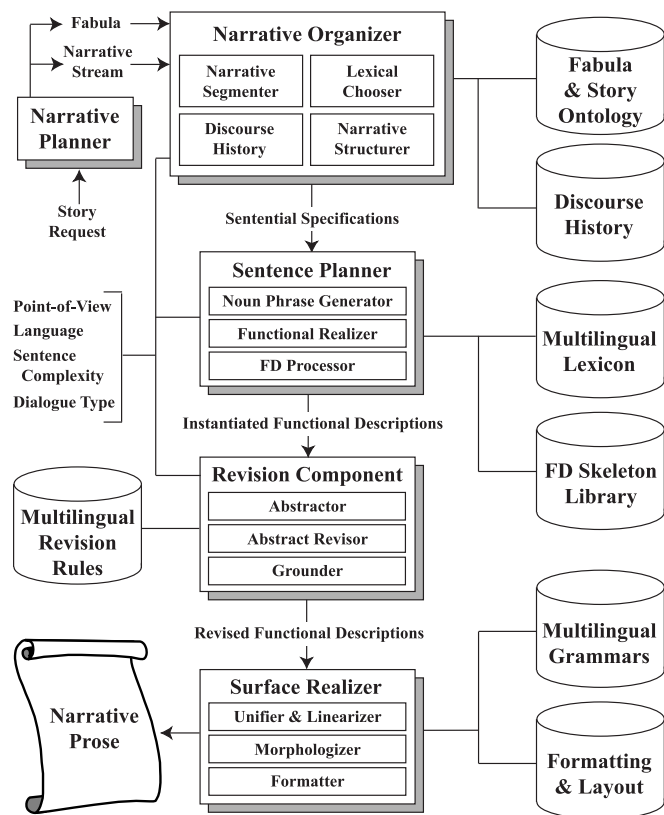 Fabula
Narrative
Stream
Narrative
Planner
Story
Request
Narrative Organizer
Narrative
Segmenter
Lexical
Chooser
Discourse
History
Narrative
Structurer
Fabula
& Story
Ontology
Discourse
History
Sentential Specifications
Point-of-View
Language
Sentence
Complexity
Dialogue Type
Sentence Planner
Noun Phrase Generator
Functional Realizer
FD Processor
Multilingual
Lexicon
FD Skeleton
Library
Instantiated Functional Descriptions
Multilingual
Revision
Rules
Revision Component
Abstractor
Abstract Revisor
Grounder
Revised Functional Descriptions
Multilingual
Grammars
Formatting
& Layout
Surface Realizer
Unifier & Linearizer
Morphologizer
Formatter
Narrative
Prose